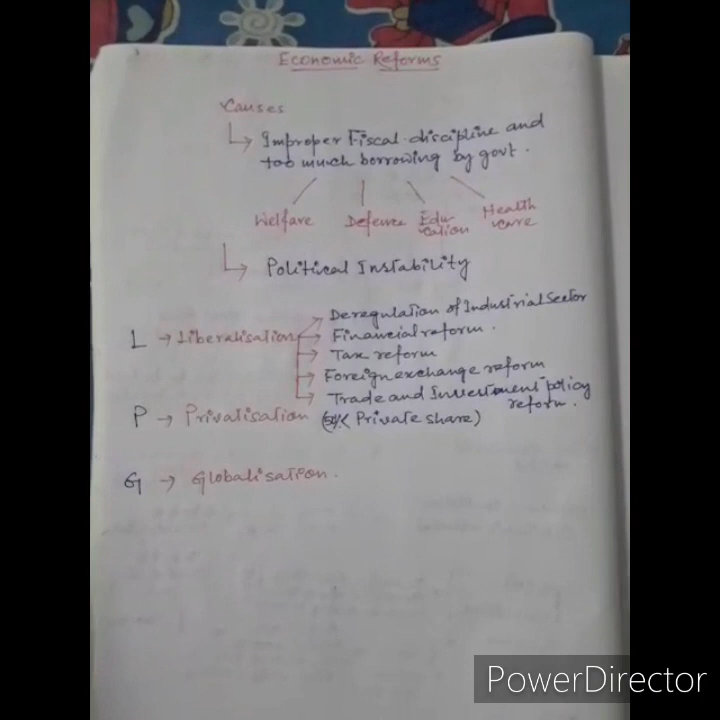 Economic Reforms
Causes
↳ Improper Fiscal discipline and
too much borrowing by govt.
Welfare Defence Edu Health
cation care
↳ Political Instability
Deregulation of Industrial Sector
L → Liberalisation → Financial reform.
→ Tax reform
→ Foreign exchange reform
→ Trade and Investment policy
reform.
P → Privatisation (< Private share)
G → Globalisation.
PowerDirector